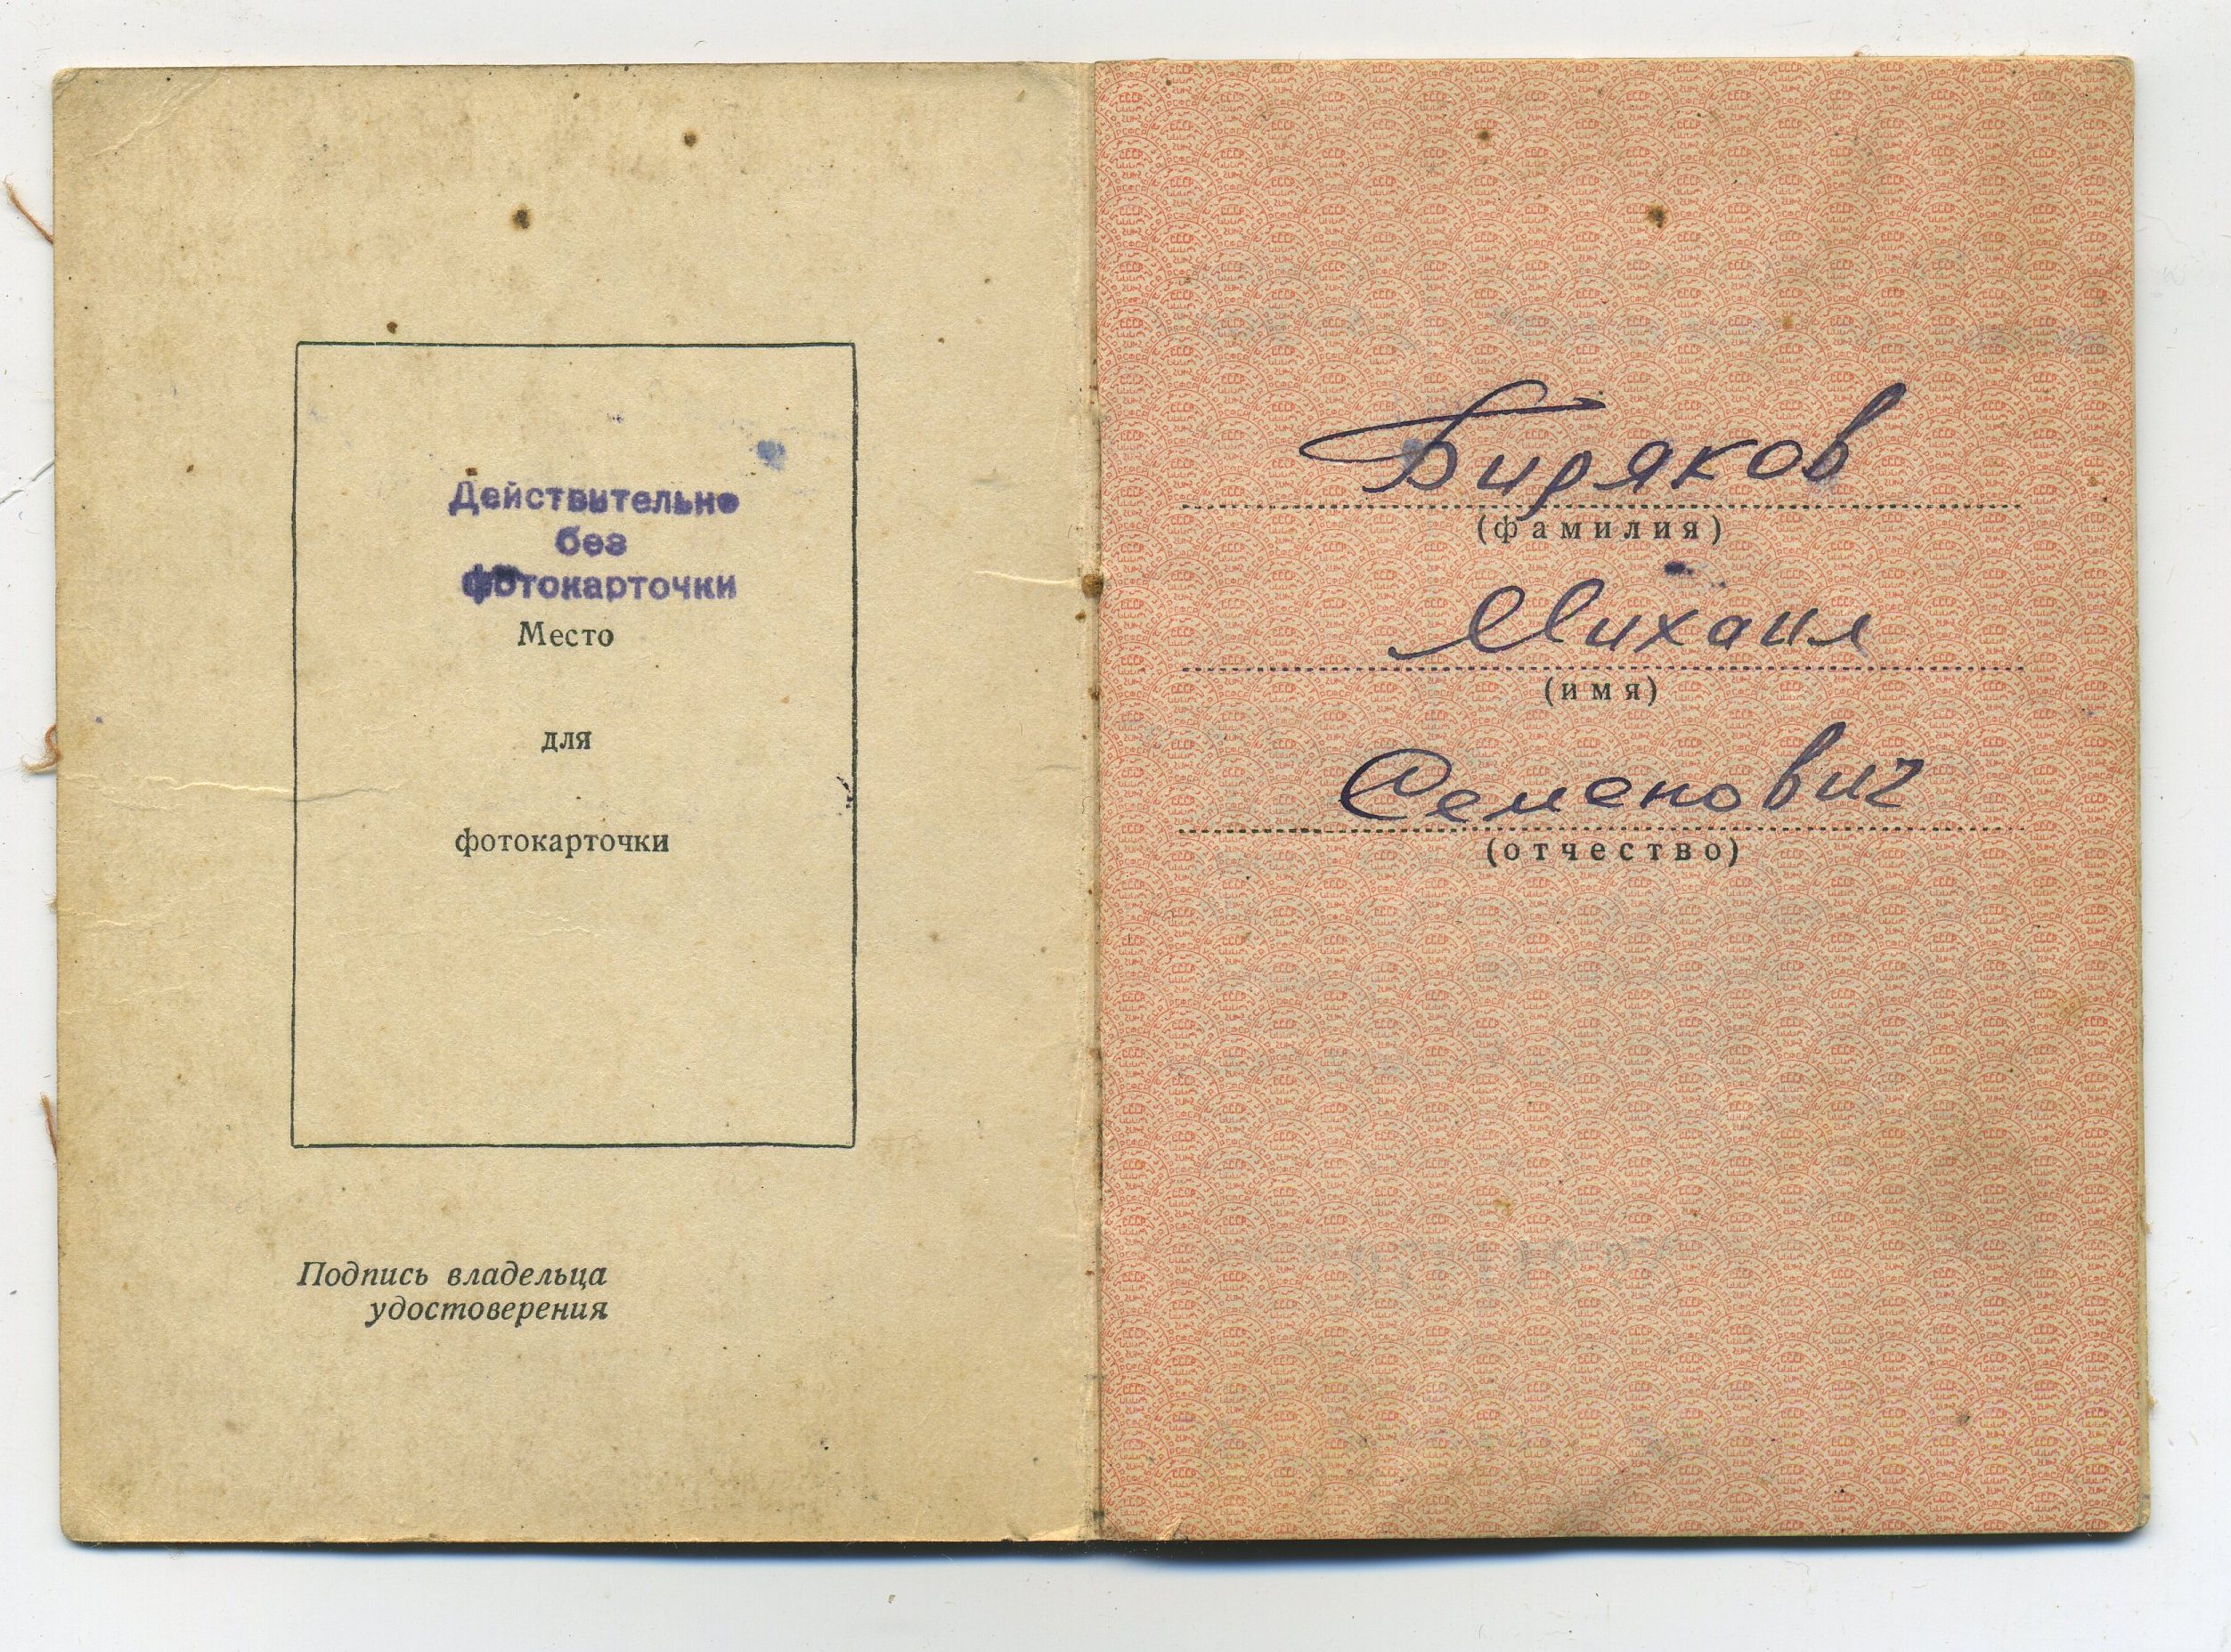 Действительно
без
фотокарточки
Место
для
фотокарточки
Подпись владельца
удостоверения
Биряков
(фамилия)
Михаил
(имя)
Семенович
(отчество)